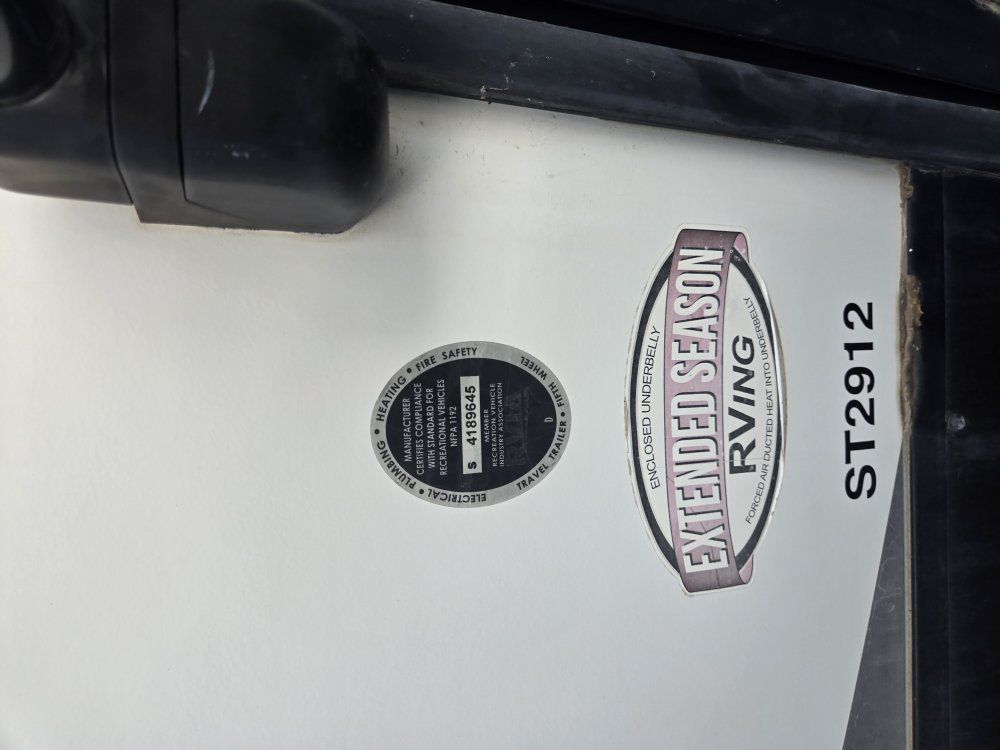 PLUMBING • HEATING • FIRE SAFETY
MANUFACTURER
CERTIFIES COMPLIANCE
WITH STANDARD FOR
RECREATIONAL VEHICLES
NFPA 1192
S 4189645
MEMBER
RECREATION VEHICLE
INDUSTRY ASSOCIATION
RVIA
D
ELECTRICAL • TRAVEL TRAILER • FIFTH WHEEL
ENCLOSED UNDERBELLY
EXTENDED SEASON
RVING
FORCED AIR DUCTED HEAT INTO UNDERBELLY
ST2912